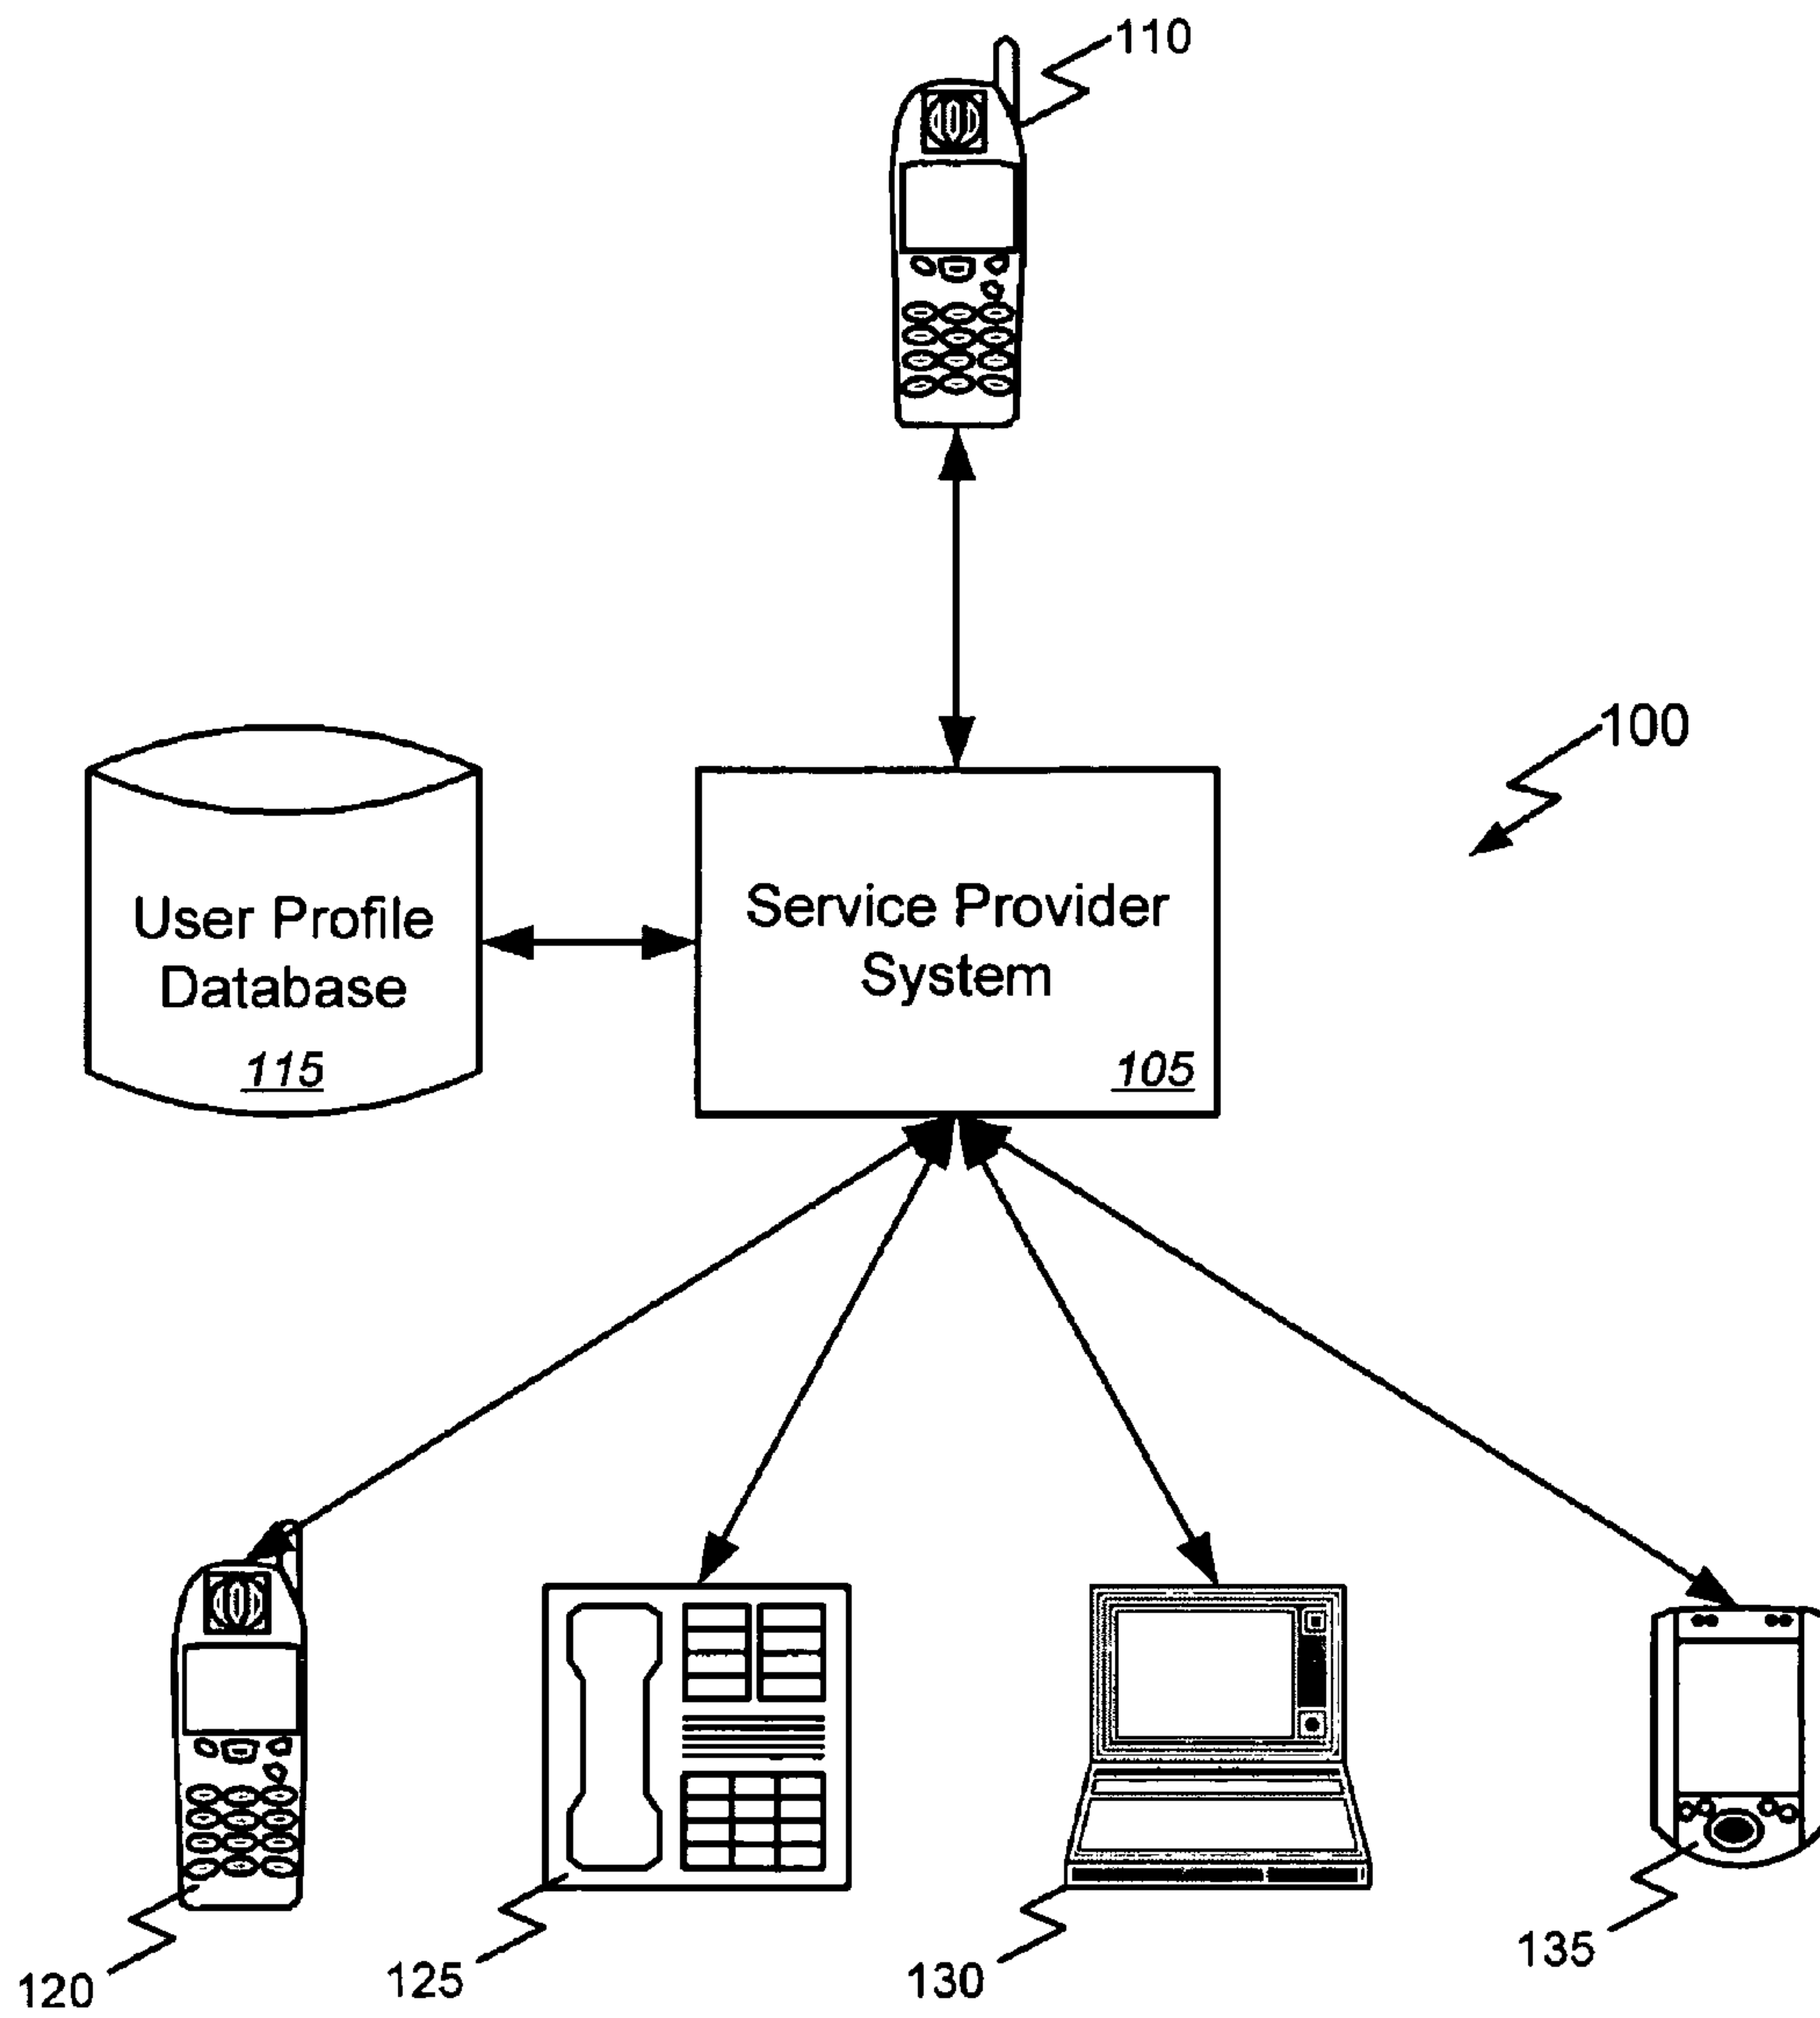 110
100
User Profile
Database
115
Service Provider
System
105
120
125
130
135